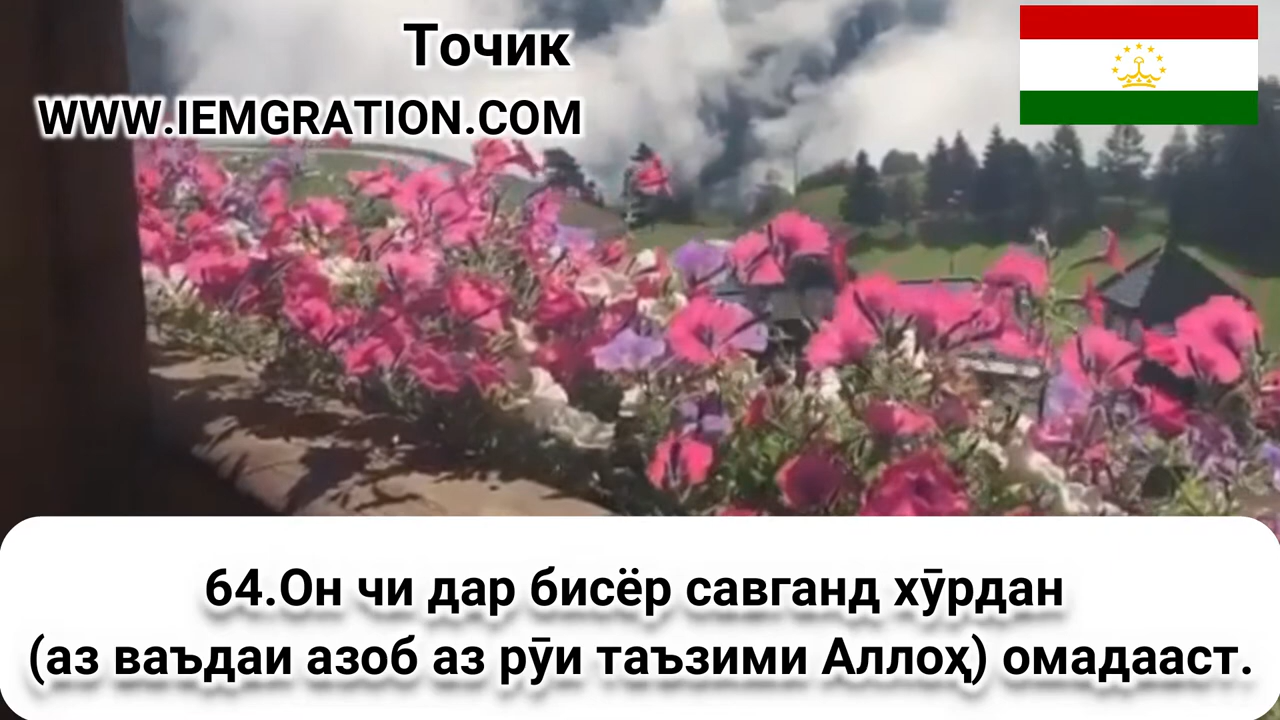 Точик
WWW.IEMGRATION.COM
64.Он чи дар бисёр савганд хӯрдан
(аз ваъдаи азоб аз рӯи таъзими Аллоҳ) омадааст.